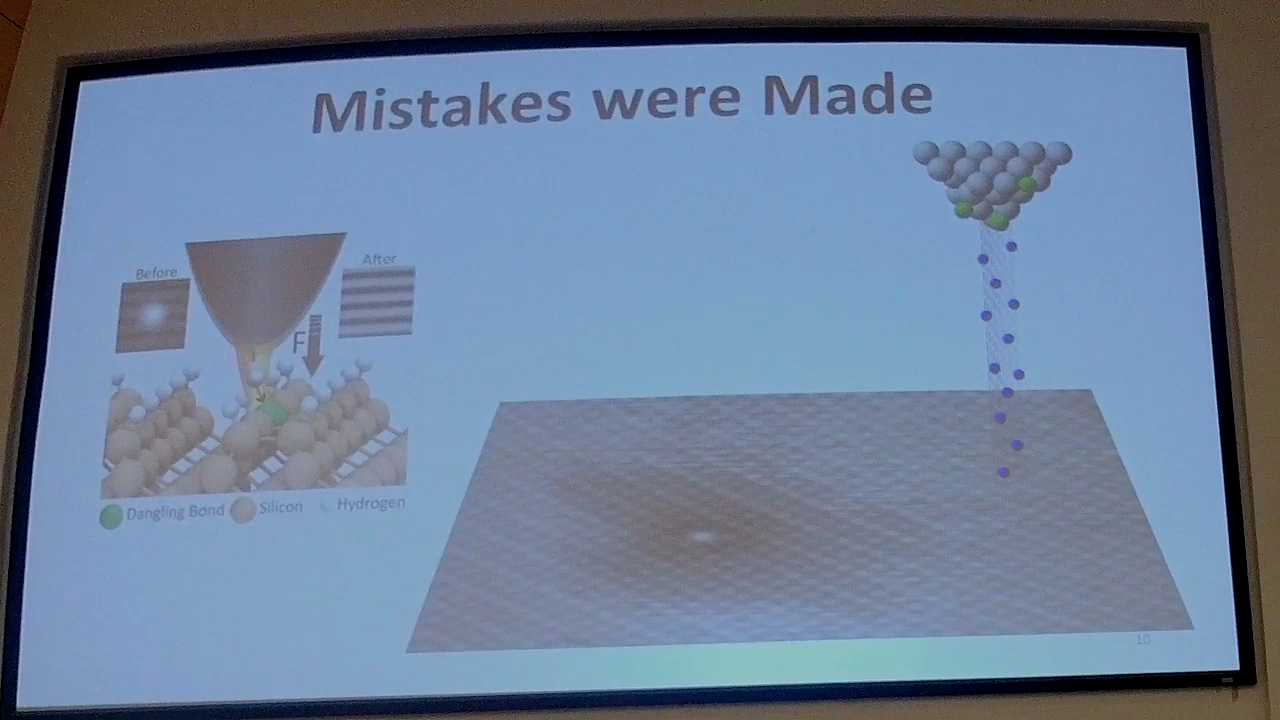 Mistakes were Made
Before
After
F
Dangling Bond Silicon Hydrogen
10